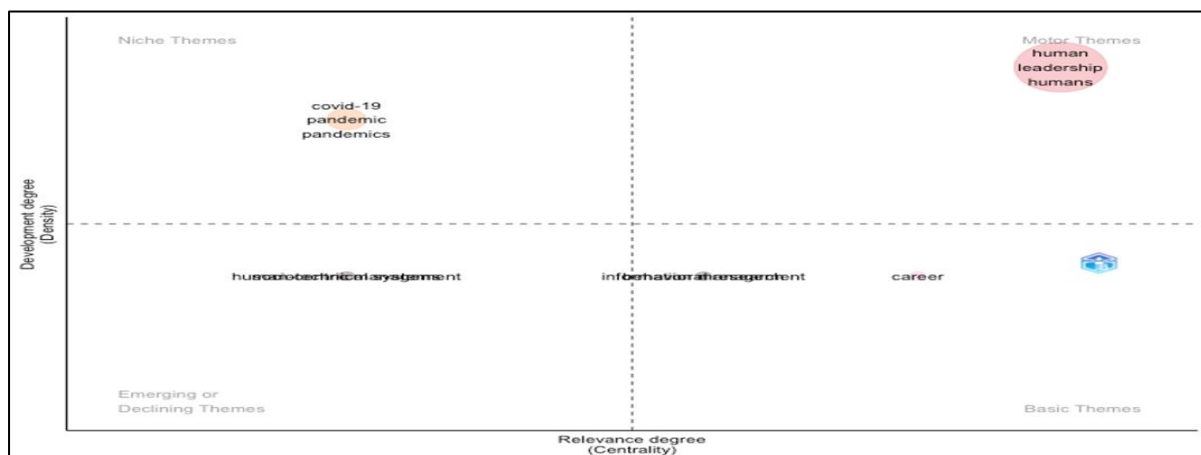 Niche Themes
Motor Themes
human
leadership
humans
covid-19
pandemic
pandemics
career
Emerging or
Declining Themes
Basic Themes
Development degree
(Density)
Relevance degree
(Centrality)